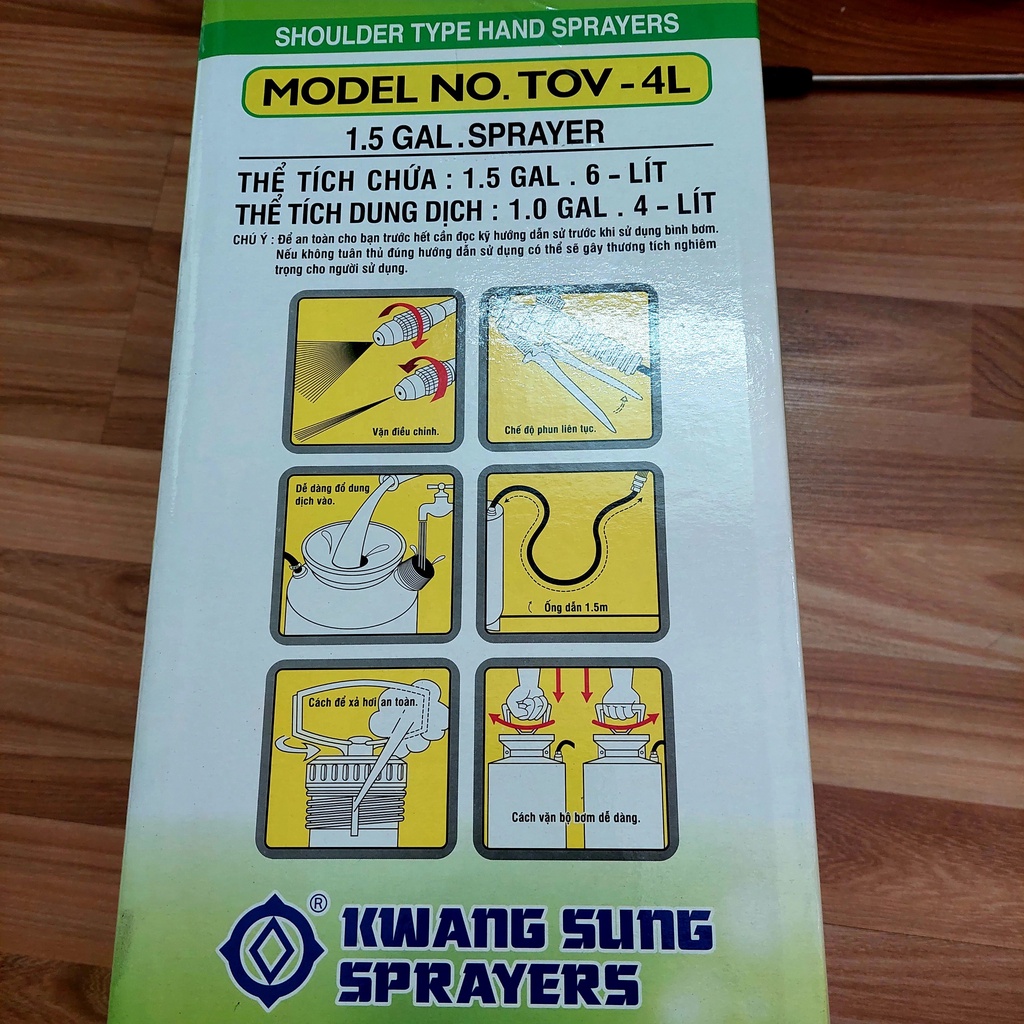 SHOULDER TYPE HAND SPRAYERS
MODEL NO. TOV - 4L
1.5 GAL . SPRAYER
THỂ TÍCH CHỨA : 1.5 GAL . 6 - LÍT
THỂ TÍCH DUNG DỊCH : 1.0 GAL . 4 - LÍT
CHÚ Ý : Để an toàn cho bạn trước hết cần đọc kỹ hướng dẫn sử trước khi sử dụng bình bơm.
Nếu không tuân thủ đúng hướng dẫn sử dụng có thể sẽ gây thương tích nghiêm
trọng cho người sử dụng.
Vặn điều chỉnh.
Chế độ phun liên tục.
Dễ dàng đổ dung
dịch vào.
Ống dẫn 1.5m
Cách để xả hơi an toàn.
Cách vặn bộ bơm dễ dàng.
® KWANG SUNG
SPRAYERS